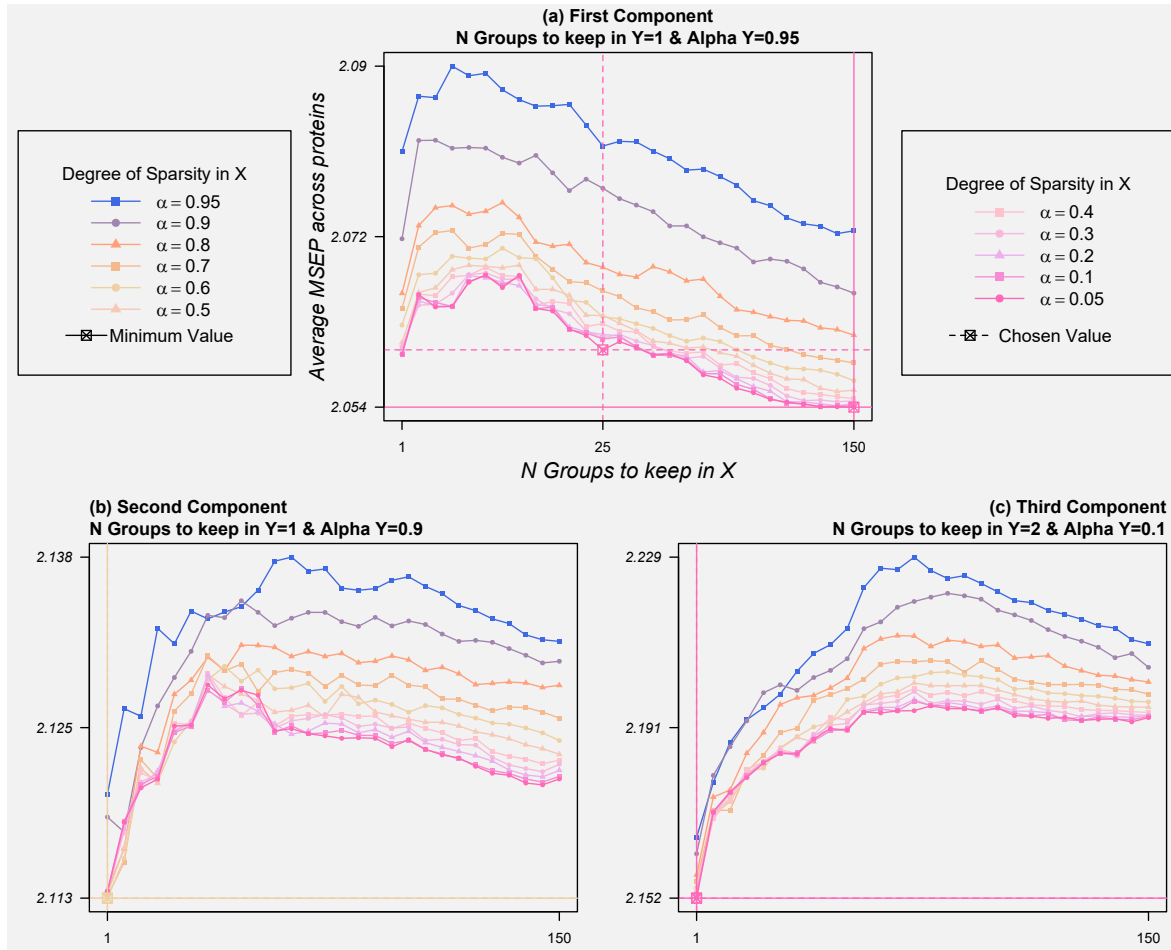 (a) First Component
N Groups to keep in Y=1 & Alpha Y=0.95
Degree of Sparsity in X
α = 0.95
α = 0.9
α = 0.8
α = 0.7
α = 0.6
α = 0.5
Minimum Value
Average MSEP across proteins
2.09
2.072
2.054
1
25
150
N Groups to keep in X
Degree of Sparsity in X
α = 0.4
α = 0.3
α = 0.2
α = 0.1
α = 0.05
Chosen Value
(b) Second Component
N Groups to keep in Y=1 & Alpha Y=0.9
2.138
2.125
2.113
1
150
(c) Third Component
N Groups to keep in Y=2 & Alpha Y=0.1
2.229
2.191
2.152
1
150